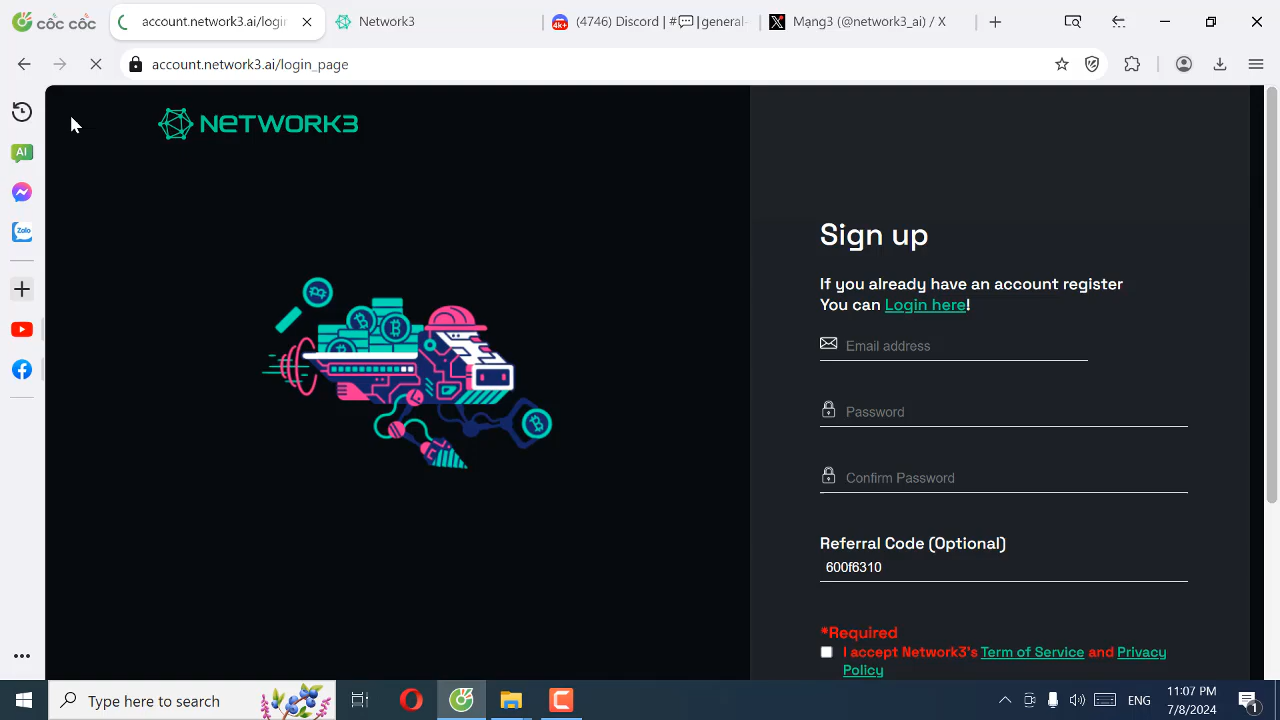 cốc cốc
account.network3.ai/login
Network3
(4746) Discord | #💬|general-
Mạng3 (@network3_ai) / X
account.network3.ai/login_page
AI
Zalo
NETWORK3
Sign up
If you already have an account register
You can Login here!
Email address
Password
Confirm Password
Referral Code (Optional)
600f6310
*Required
I accept Network3's Term of Service and Privacy
Policy
Type here to search
ENG
11:07 PM
7/8/2024
1